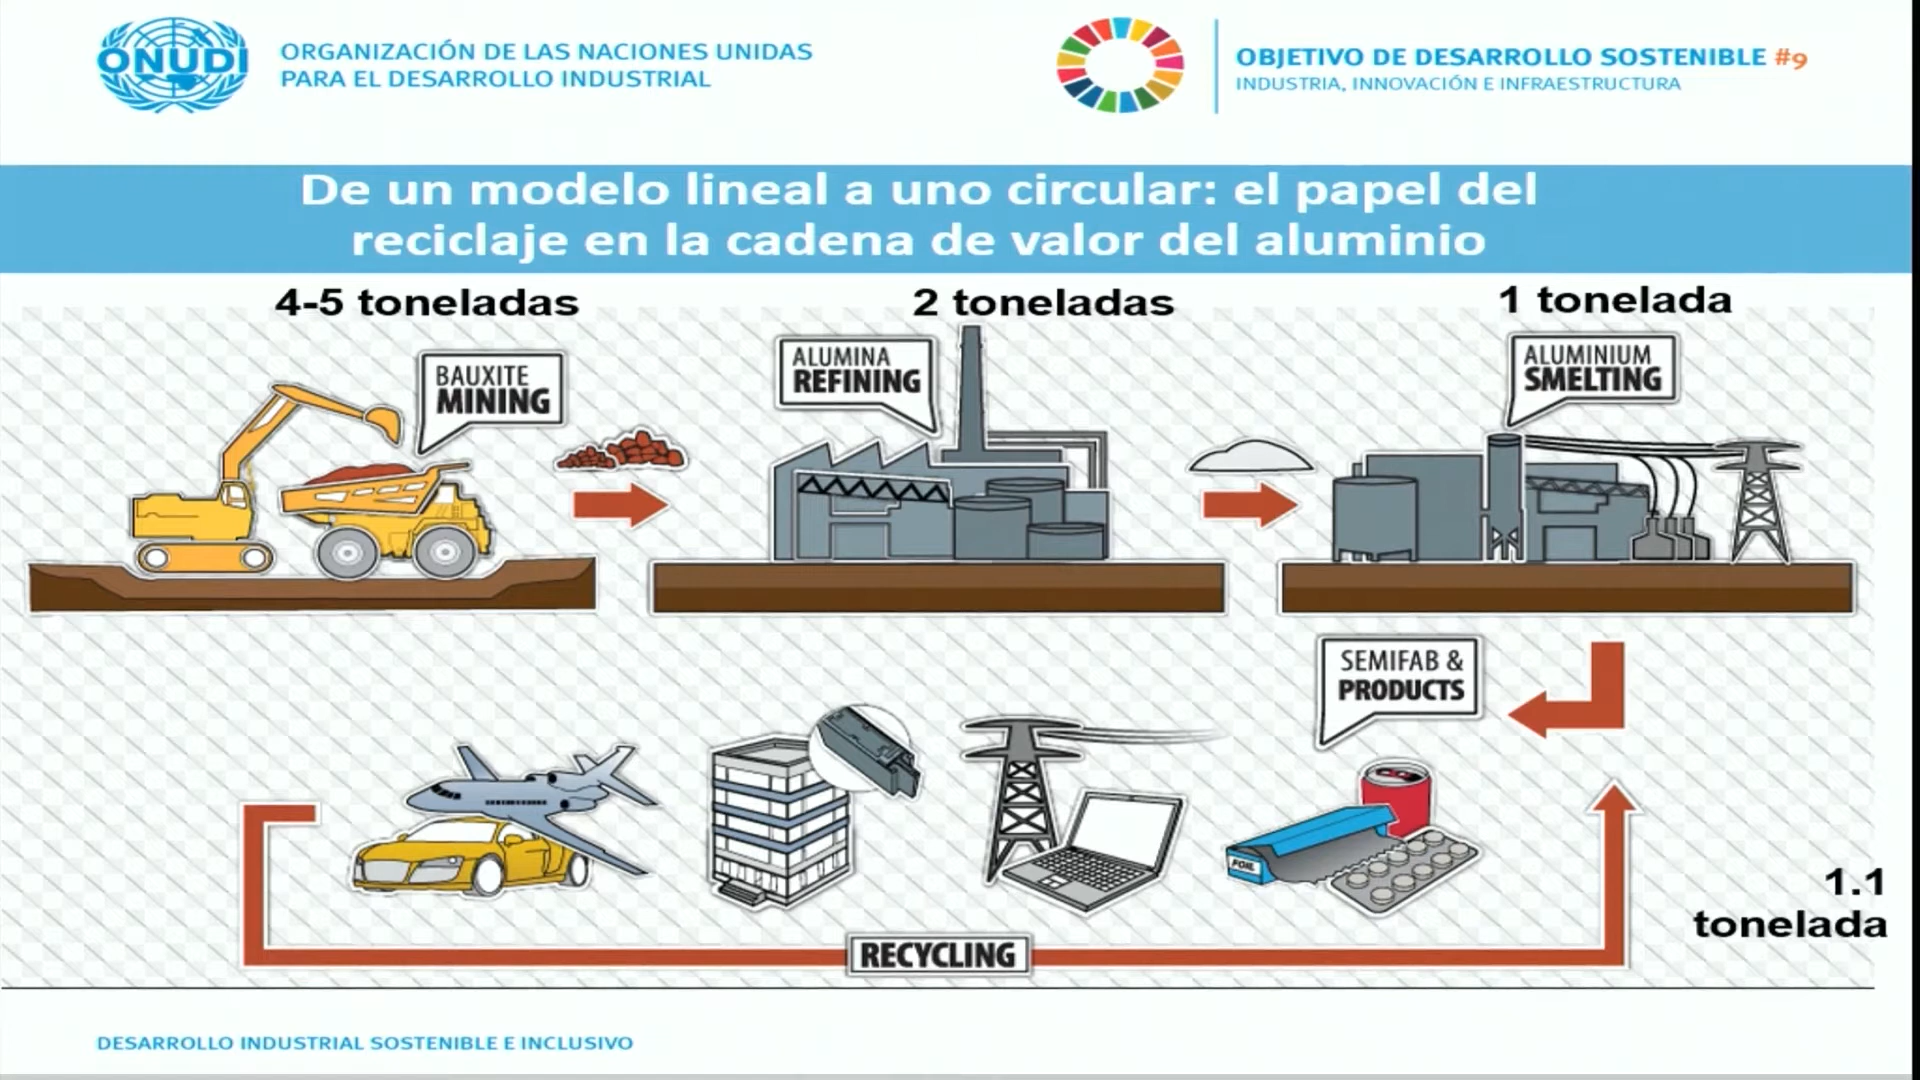 ONUDI
ORGANIZACIÓN DE LAS NACIONES UNIDAS
PARA EL DESARROLLO INDUSTRIAL
OBJETIVO DE DESARROLLO SOSTENIBLE #9
INDUSTRIA, INNOVACIÓN E INFRAESTRUCTURA
De un modelo lineal a uno circular: el papel del
reciclaje en la cadena de valor del aluminio
4-5 toneladas
2 toneladas
1 tonelada
BAUXITE
MINING
ALUMINA
REFINING
ALUMINIUM
SMELTING
SEMIFAB &
PRODUCTS
FOIL
1.1
tonelada
RECYCLING
DESARROLLO INDUSTRIAL SOSTENIBLE E INCLUSIVO